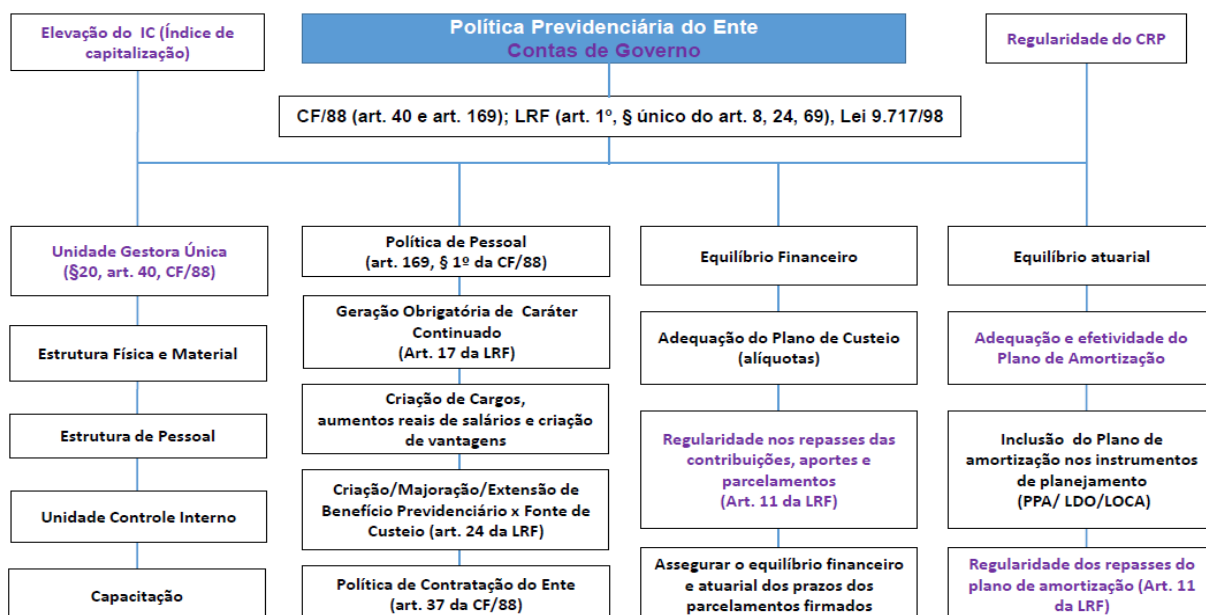 Elevação do IC (Índice de
capitalização)
Política Previdenciária do Ente
Contas de Governo
Regularidade do CRP
CF/88 (art. 40 e art. 169); LRF (art. 1º, § único do art. 8, 24, 69), Lei 9.717/98
Unidade Gestora Única
(§20, art. 40, CF/88)
Estrutura Física e Material
Estrutura de Pessoal
Unidade Controle Interno
Capacitação
Política de Pessoal
(art. 169, § 1º da CF/88)
Geração Obrigatória de Caráter
Continuado
(Art. 17 da LRF)
Criação de Cargos,
aumentos reais de salários e criação
de vantagens
Criação/Majoração/Extensão de
Benefício Previdenciário x Fonte de
Custeio (art. 24 da LRF)
Política de Contratação do Ente
(art. 37 da CF/88)
Equilíbrio Financeiro
Adequação do Plano de Custeio
(alíquotas)
Regularidade nos repasses das
contribuições, aportes e
parcelamentos
(Art. 11 da LRF)
Assegurar o equilíbrio financeiro
e atuarial dos prazos dos
parcelamentos firmados
Equilíbrio atuarial
Adequação e efetividade do
Plano de Amortização
Inclusão do Plano de
amortização nos instrumentos
de planejamento
(PPA/ LDO/LOCA)
Regularidade dos repasses do
plano de amortização (Art. 11
da LRF)